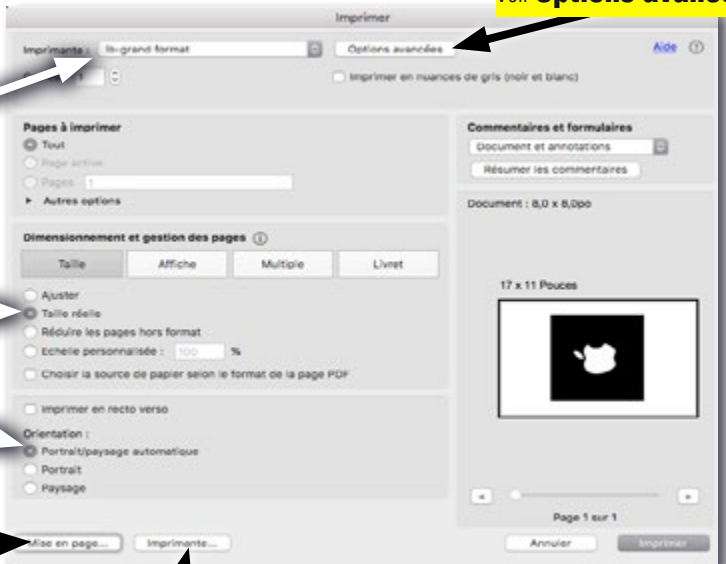 Options avancé
Imprimer
Imprimante : lb-grand format Options avancées Aide
1 Imprimer en nuances de gris (noir et blanc)
Pages à imprimer
Tout
Page active
Pages 1
Autres options
Commentaires et formulaires
Document et annotations
Résumer les commentaires
Document : 8,0 x 8,0po
Dimensionnement et gestion des pages
Taille Affiche Multiple Livret
Ajuster
Taille réelle
Réduire les pages hors format
Echelle personnalisée : 100 %
Choisir la source de papier selon le format de la page PDF
17 x 11 Pouces
Imprimer en recto verso
Orientation :
Portrait/paysage automatique
Portrait
Paysage
Page 1 sur 1
Mise en page... Imprimante... Annuler Imprimer